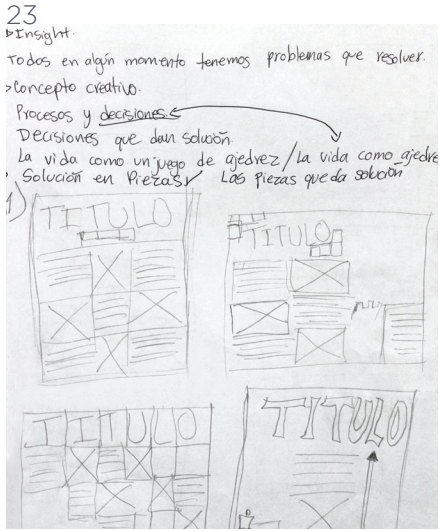 23
Insight.
Todos en algún momento tenemos problemas que resolver.
Concepto creativo.
Procesos y decisiones.
Decisiones que dan solución.
La vida como un juego de ajedrez / La vida como ajedre
Solución en Piezas Las piezas que da solución
1)
TITULO
TITULO
TITULO
TITULO